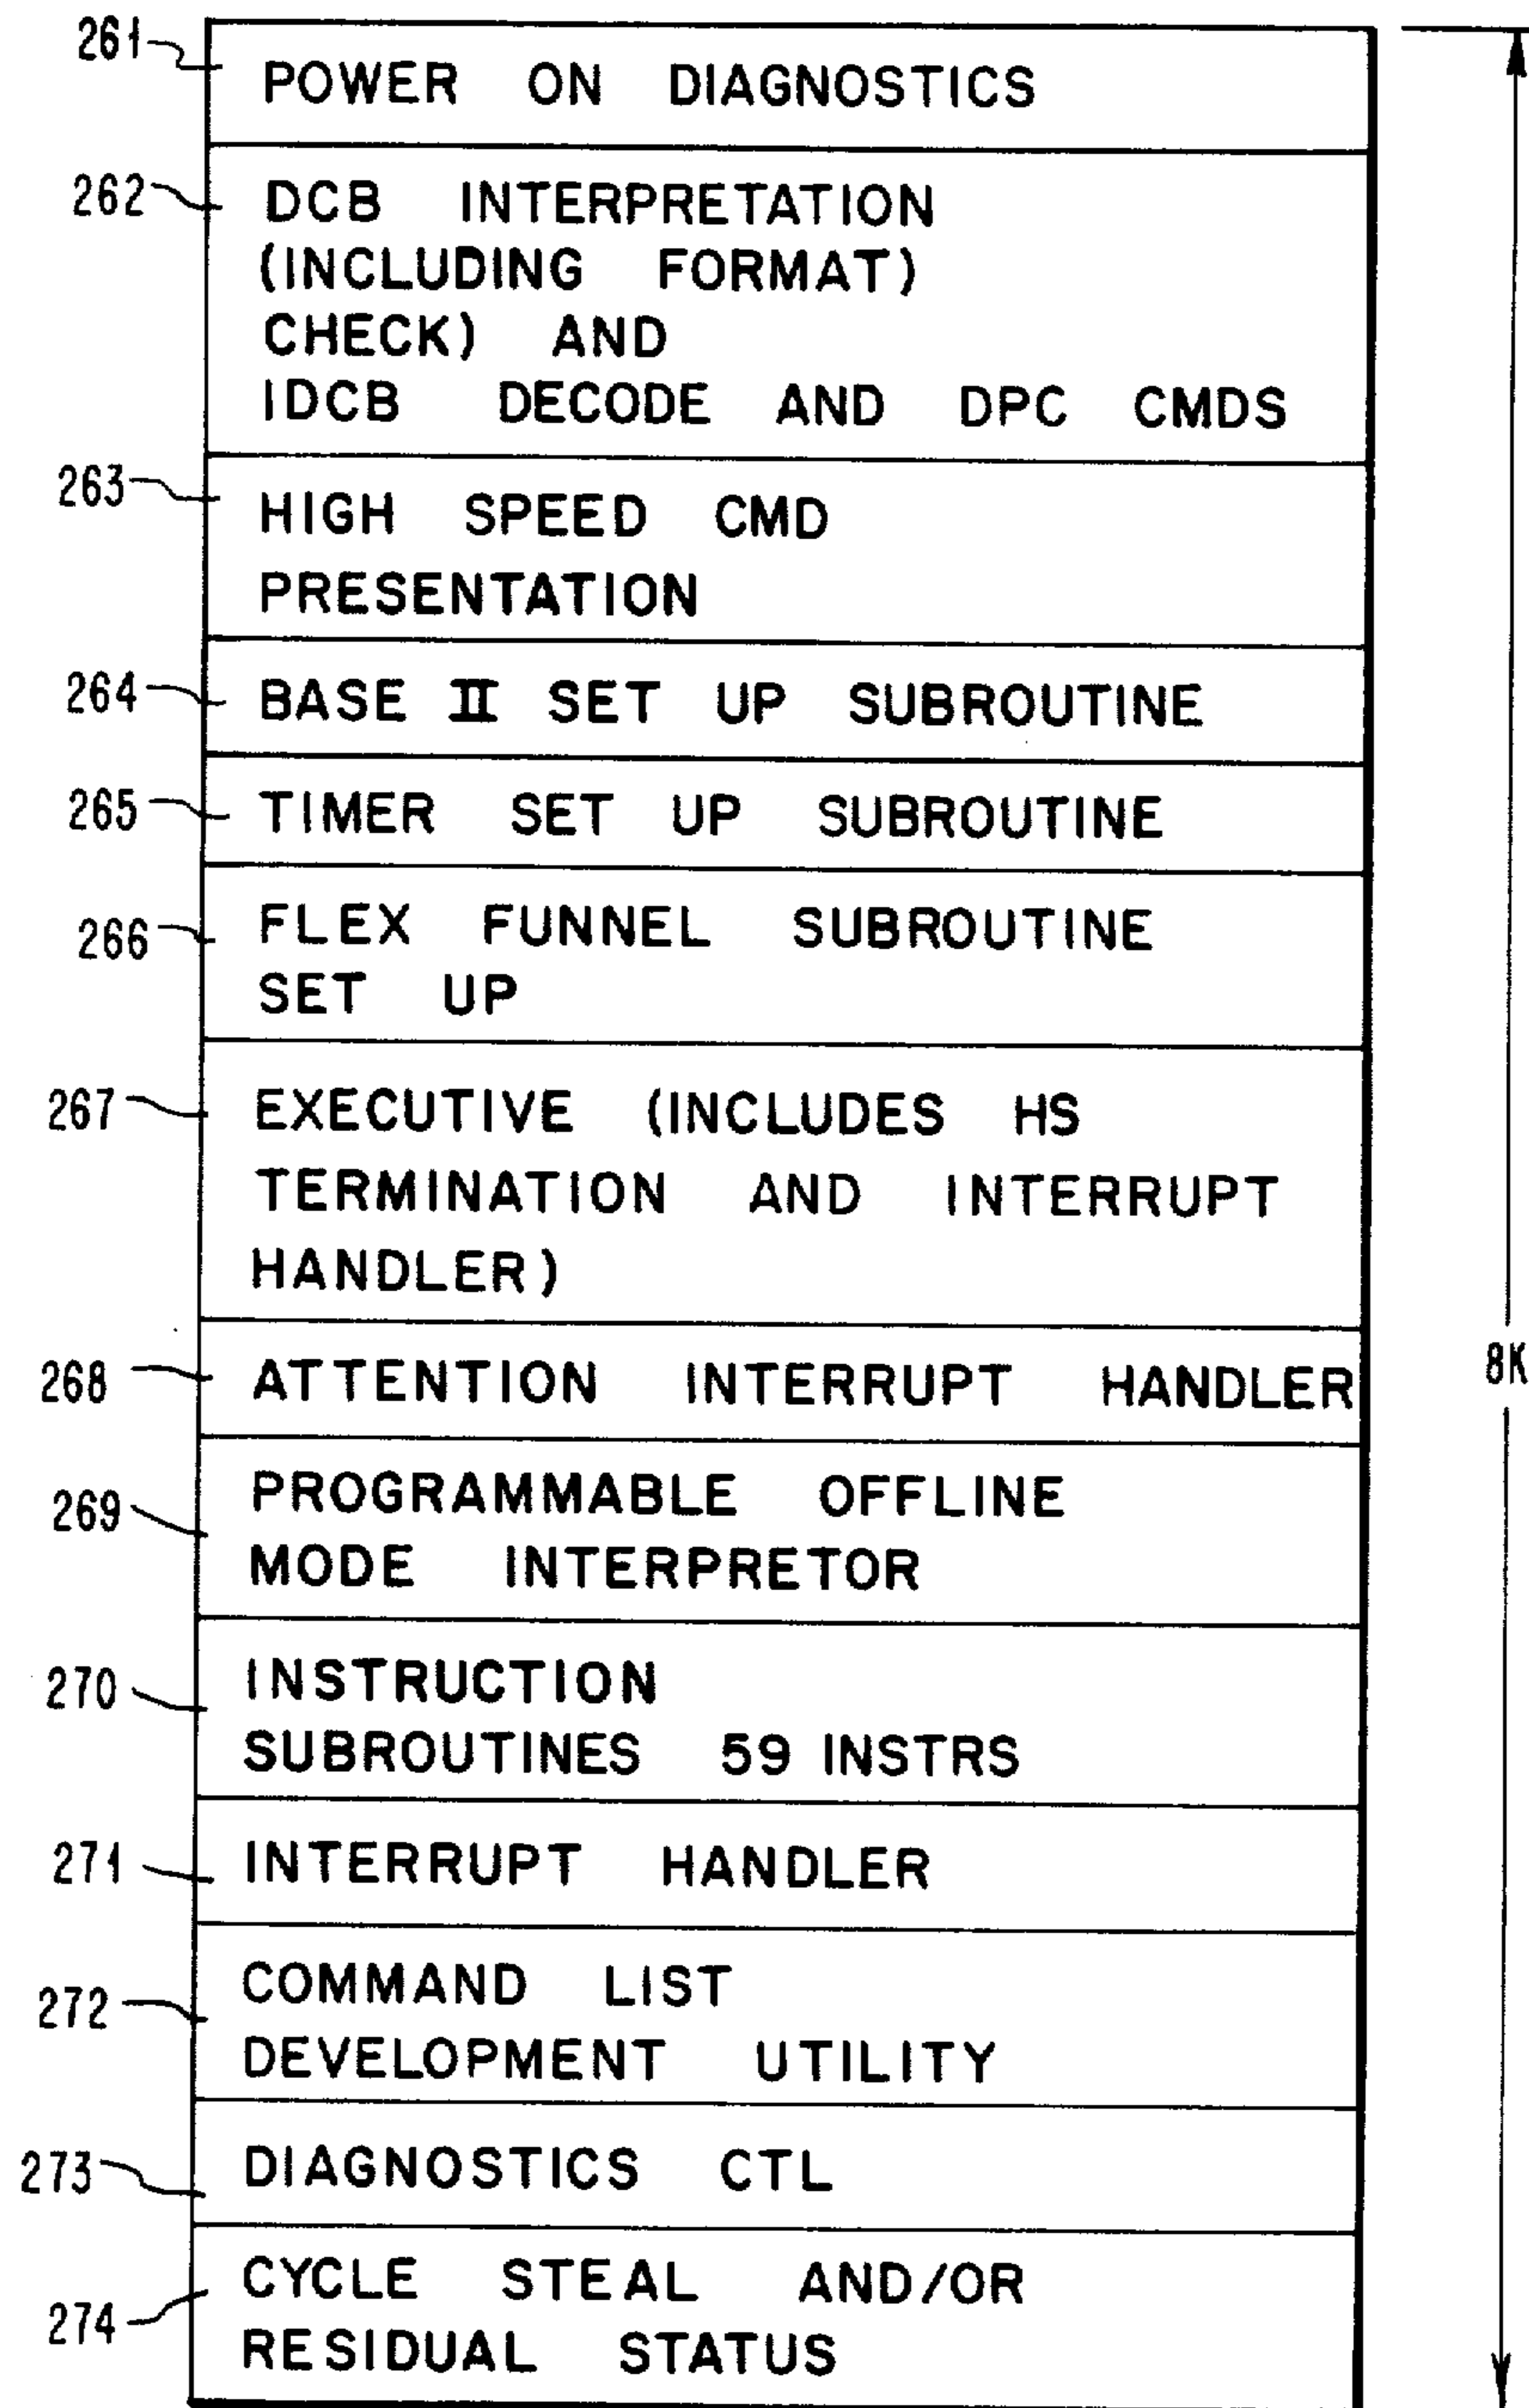 261 POWER ON DIAGNOSTICS
262 DCB INTERPRETATION
(INCLUDING FORMAT)
CHECK) AND
IDCB DECODE AND DPC CMDS
263 HIGH SPEED CMD
PRESENTATION
264 BASE II SET UP SUBROUTINE
265 TIMER SET UP SUBROUTINE
266 FLEX FUNNEL SUBROUTINE
SET UP
267 EXECUTIVE (INCLUDES HS
TERMINATION AND INTERRUPT
HANDLER)
268 ATTENTION INTERRUPT HANDLER
8K
269 PROGRAMMABLE OFFLINE
MODE INTERPRETOR
270 INSTRUCTION
SUBROUTINES 59 INSTRS
271 INTERRUPT HANDLER
272 COMMAND LIST
DEVELOPMENT UTILITY
273 DIAGNOSTICS CTL
274 CYCLE STEAL AND/OR
RESIDUAL STATUS